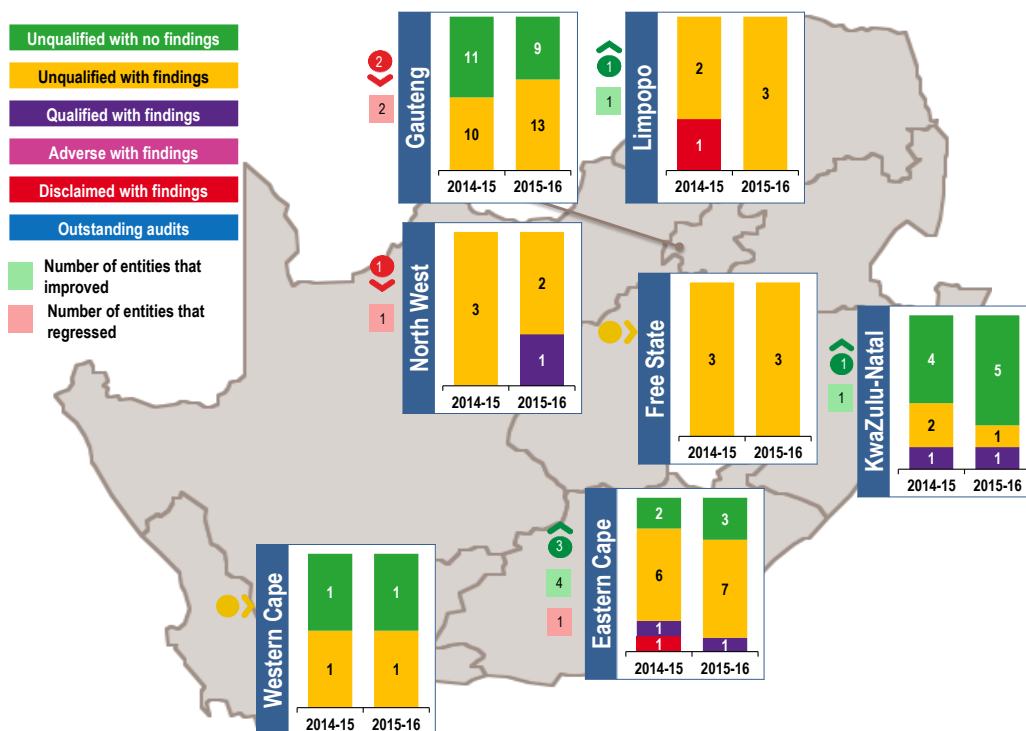 Unqualified with no findings
Unqualified with findings
Qualified with findings
Adverse with findings
Disclaimed with findings
Outstanding audits
Number of entities that
improved
Number of entities that
regressed
2
2
Gauteng
11
9
10
13
2014-15 2015-16
1
1
Limpopo
2
3
1
2014-15 2015-16
1
1
North West
3
2
1
2014-15 2015-16
Free State
3
3
2014-15 2015-16
1
1
KwaZulu-Natal
4
5
2
1
1
1
2014-15 2015-16
3
4
1
Eastern Cape
2
3
6
7
1
1
1
2014-15 2015-16
Western Cape
1
1
1
1
2014-15 2015-16